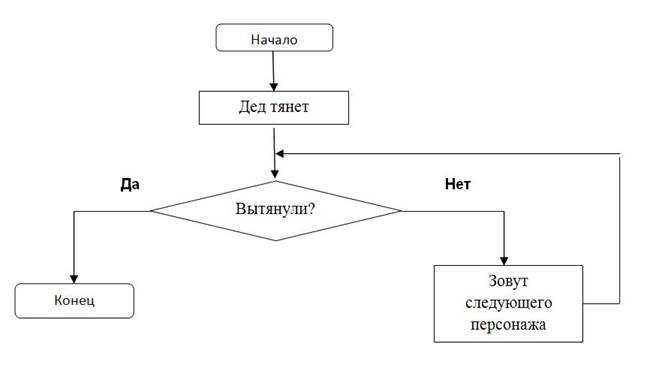 Начало
Дед тянет
Да
Нет
Вытянули?
Конец
Зовут
следующего
персонажа